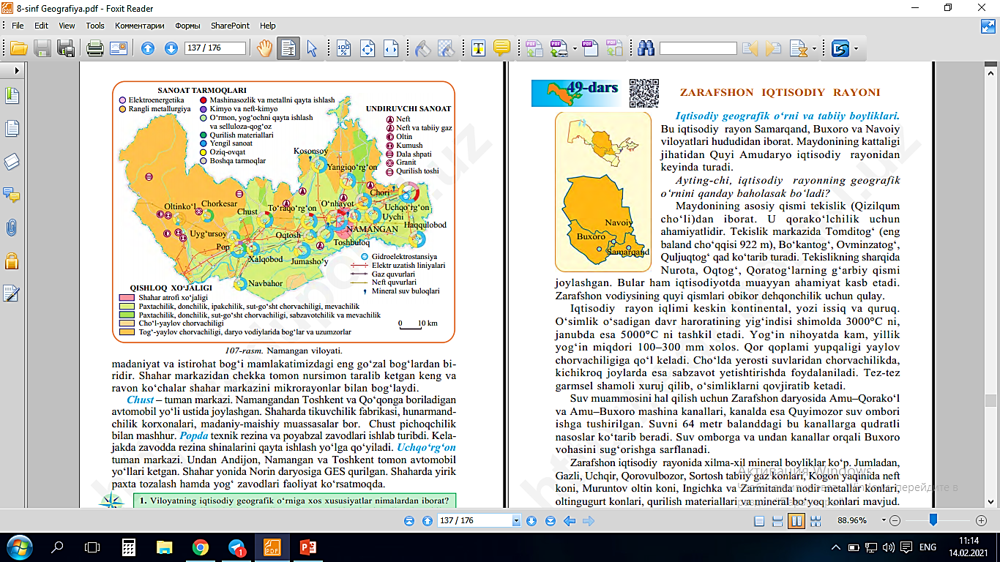 8-sinf Geografiya.pdf - Foxit Reader
File Edit View Tools Комментарии Формы SharePoint Help
137 / 176
SANOAT TARMOQLARI
Elektroenergetika
Rangli metallurgiya
Mashinasozlik va metallni qayta ishlash
Kimyo va neft-kimyo
O‘rmon, yog‘ochni qayta ishlash
va selluloza-qog‘oz
Qurilish materiallari
Yengil sanoat
Oziq-ovqat
Boshqa tarmoqlar
UNDIRUVCHI SANOAT
Neft
Neft va tabiiy gaz
Oltin
Kumush
Dala shpati
Granit
Qurilish toshi
Kosonsoy
Yangiqo‘rg‘on
Chorkesar
Oltinko‘l
Chust
To‘raqo‘rg‘on
O‘nhayot
Chori
Uchqo‘rg‘on
Uychi
Haqqulobod
NAMANGAN
Uyg‘ursoy
Oqtosh
Toshbuloq
Pop
Xalqobod
Jumasho‘y
Navbahor
Gidroelektrostansiya
Elektr uzatish liniyalari
Gaz quvurlari
Neft quvurlari
Mineral suv buloqlari
QISHLOQ XO‘JALIGI
Shahar atrofi xo‘jaligi
Paxtachilik, donchilik, ipakchilik, sut-go‘sht chorvachiligi, mevachilik
Paxtachilik, donchilik, sut-go‘sht chorvachiligi, sabzavotchilik va mevachilik
Cho‘l-yaylov chorvachiligi
Tog‘-yaylov chorvachiligi, daryo vodiylarida bog‘lar va uzumzorlar
0 10 km
107-rasm. Namangan viloyati.
madaniyat va istirohat bog‘i mamlakatimizdagi eng go‘zal bog‘lardan bi-
ridir. Shahar markazidan chekka tomon nursimon taralib ketgan keng va
ravon ko‘chalar shahar markazini mikrorayonlar bilan bog‘laydi.
Chust – tuman markazi. Namangandan Toshkent va Qo‘qonga boriladigan
avtomobil yo‘li ustida joylashgan. Shaharda tikuvchilik fabrikasi, hunarmand-
chilik korxonalari, madaniy-maishiy muassasalar bor. Chust pichoqchilik
bilan mashhur. Popda texnik rezina va poyabzal zavodlari ishlab turibdi. Kela-
jakda zavodda rezina shinalarini qayta ishlash yo‘lga qo‘yiladi. Uchqo‘rg‘on
tuman markazi. Undan Andijon, Namangan va Toshkent tomon avtomobil
yo‘llari ketgan. Shahar yonida Norin daryosiga GES qurilgan. Shaharda yirik
paxta tozalash hamda yog‘ zavodlari faoliyat ko‘rsatmoqda.
1. Viloyatning iqtisodiy geografik o‘rniga xos xususiyatlar nimalardan iborat?
49-dars
ZARAFSHON IQTISODIY RAYONI
Navoiy
Buxoro
Samarqand
Iqtisodiy geografik o‘rni va tabiiy boyliklari.
Bu iqtisodiy rayon Samarqand, Buxoro va Navoiy
viloyatlari hududidan iborat. Maydonining kattaligi
jihatidan Quyi Amudaryo iqtisodiy rayonidan
keyinda turadi.
Ayting-chi, iqtisodiy rayonning geografik
o‘rnini qanday baholasak bo‘ladi?
Maydonining asosiy qismi tekislik (Qizilqum
cho‘li)dan iborat. U qorako‘lchilik uchun
ahamiyatlidir. Tekislik markazida Tomditog‘ (eng
baland cho‘qqisi 922 m), Bo‘kantog‘, Ovminzatog‘,
Quljuqtog‘ qad ko‘tarib turadi. Tekislikning sharqida
Nurota, Oqtog‘, Qoratog‘larning g‘arbiy qismi
joylashgan. Bular ham iqtisodiyotda muayyan ahamiyat kasb etadi.
Zarafshon vodiysining quyi qismlari obikor dehqonchilik uchun qulay.
Iqtisodiy rayon iqlimi keskin kontinental, yozi issiq va quruq.
O‘simlik o‘sadigan davr haroratining yig‘indisi shimolda 3000°C ni,
janubda esa 5000°C ni tashkil etadi. Yog‘in nihoyatda kam, yillik
yog‘in miqdori 100–300 mm xolos. Qor qoplami yupqaligi yaylov
chorvachiligiga qo‘l keladi. Cho‘lda yerosti suvlaridan chorvachilikda,
kichikroq joylarda esa sabzavot yetishtirishda foydalaniladi. Tez-tez
garmsel shamoli xuruj qilib, o‘simliklarni qovjiratib ketadi.
Suv muammosini hal qilish uchun Zarafshon daryosida Amu–Qorako‘l
va Amu–Buxoro mashina kanallari, kanalda esa Quyimozor suv ombori
ishga tushirilgan. Suvni 64 metr balanddagi bu kanallarga qudratli
nasoslar ko‘tarib beradi. Suv omborga va undan kanallar orqali Buxoro
vohasini sug‘orishga sarflanadi.
Zarafshon iqtisodiy rayonida xilma-xil mineral boyliklar ko‘p. Jumladan,
Gazli, Uchqir, Qorovulbozor, Sortosh tabiiy gaz konlari, Kogon yaqinida neft
koni, Muruntov oltin koni, Ingichka va Zarmitanda nodir metallar konlari,
oltingugurt konlari, qurilish materiallari va mineral bo‘yoq konlari mavjud.
Активация Windows
137 / 176
88.96%
ENG
11:14
14.02.2021